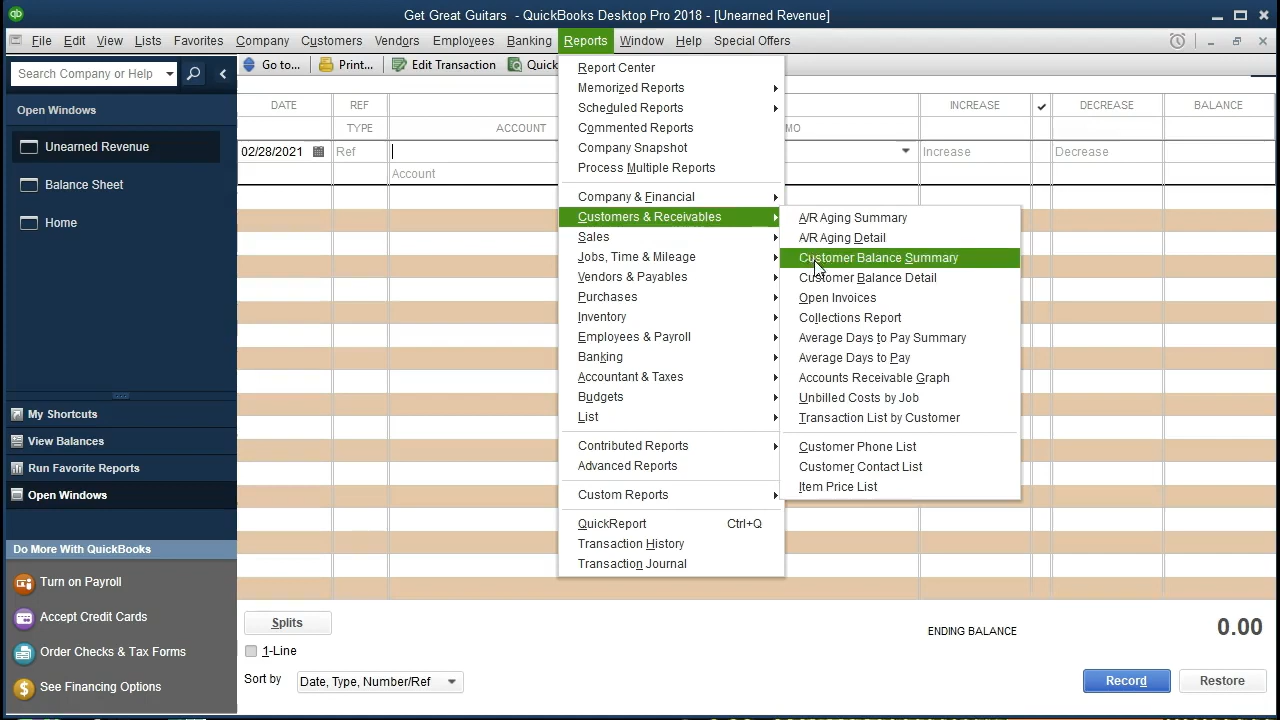 Get Great Guitars - QuickBooks Desktop Pro 2018 - [Unearned Revenue]
File Edit View Lists Favorites Company Customers Vendors Employees Banking Reports Window Help Special Offers
Search Company or Help
Go to... Print... Edit Transaction Quick
Open Windows
Unearned Revenue
Balance Sheet
Home
My Shortcuts
View Balances
Run Favorite Reports
Open Windows
Do More With QuickBooks
Turn on Payroll
Accept Credit Cards
Order Checks & Tax Forms
See Financing Options
DATE REF INCREASE ✓ DECREASE BALANCE
TYPE ACCOUNT MO
02/28/2021 Ref Increase Decrease
Account
Report Center
Memorized Reports
Scheduled Reports
Commented Reports
Company Snapshot
Process Multiple Reports
Company & Financial
Customers & Receivables
Sales
Jobs, Time & Mileage
Vendors & Payables
Purchases
Inventory
Employees & Payroll
Banking
Accountant & Taxes
Budgets
List
Contributed Reports
Advanced Reports
Custom Reports
QuickReport Ctrl+Q
Transaction History
Transaction Journal
A/R Aging Summary
A/R Aging Detail
Customer Balance Summary
Customer Balance Detail
Open Invoices
Collections Report
Average Days to Pay Summary
Average Days to Pay
Accounts Receivable Graph
Unbilled Costs by Job
Transaction List by Customer
Customer Phone List
Customer Contact List
Item Price List
Splits
ENDING BALANCE 0.00
1-Line
Sort by Date, Type, Number/Ref
Record Restore